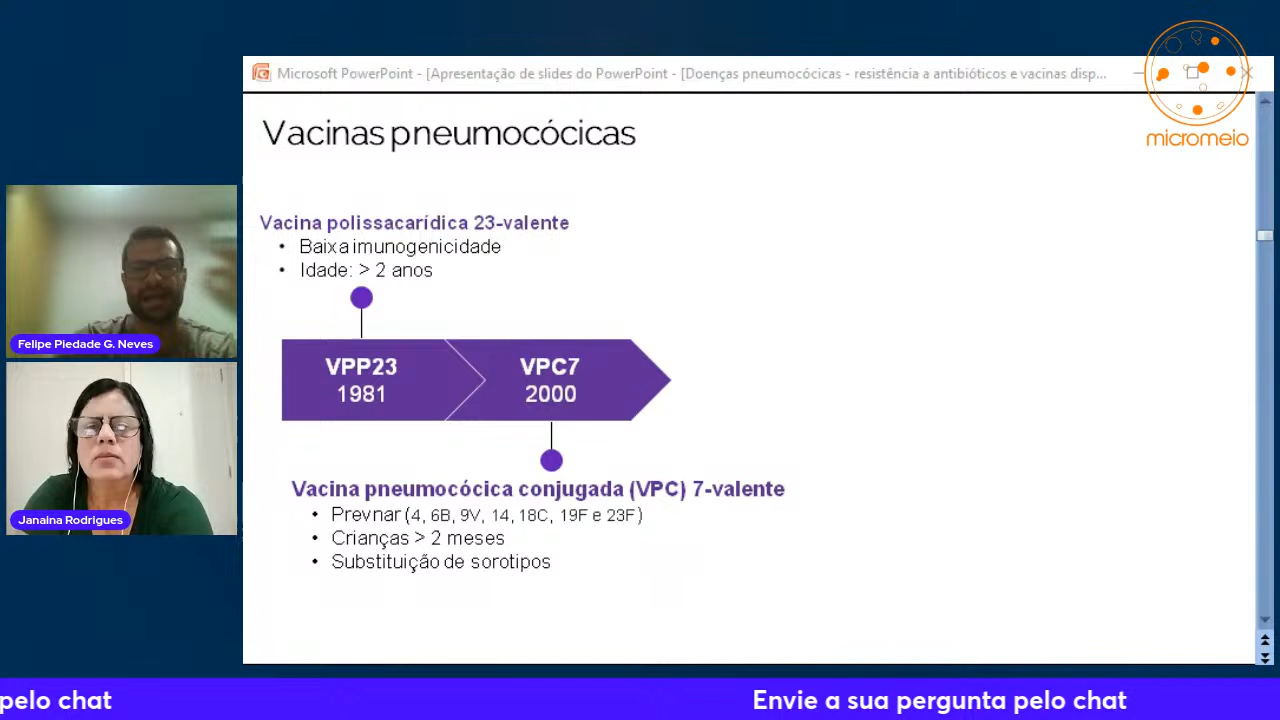 Microsoft PowerPoint - [Apresentação de slides do PowerPoint - [Doenças pneumocócicas - resistência a antibióticos e vacinas disp...
micromeio
Vacinas pneumocócicas
Vacina polissacarídica 23-valente
• Baixa imunogenicidade
• Idade: > 2 anos
VPP23
1981
VPC7
2000
Vacina pneumocócica conjugada (VPC) 7-valente
• Prevnar (4, 6B, 9V, 14, 18C, 19F e 23F)
• Crianças > 2 meses
• Substituição de sorotipos
Felipe Piedade G. Neves
Janaina Rodrigues
pelo chat
Envie a sua pergunta pelo chat